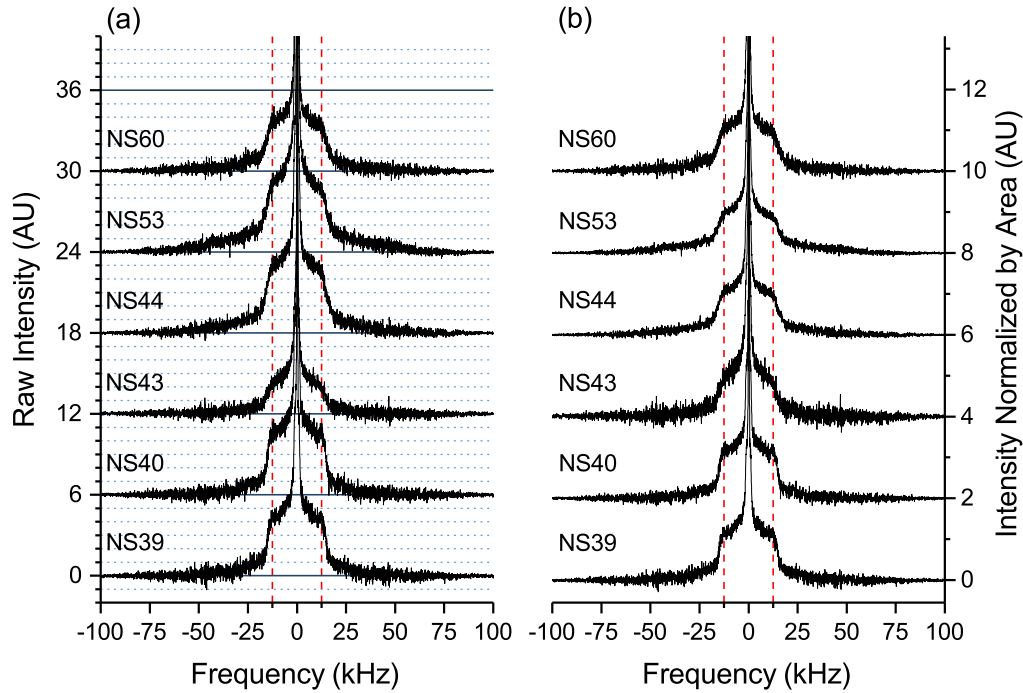 (a)
(b)
Raw Intensity (AU)
36
30
24
18
12
6
0
NS60
NS53
NS44
NS43
NS40
NS39
-100 -75 -50 -25 0 25 50 75 100
Frequency (kHz)
NS60
NS53
NS44
NS43
NS40
NS39
12
10
8
6
4
2
0
Intensity Normalized by Area (AU)
-100 -75 -50 -25 0 25 50 75 100
Frequency (kHz)